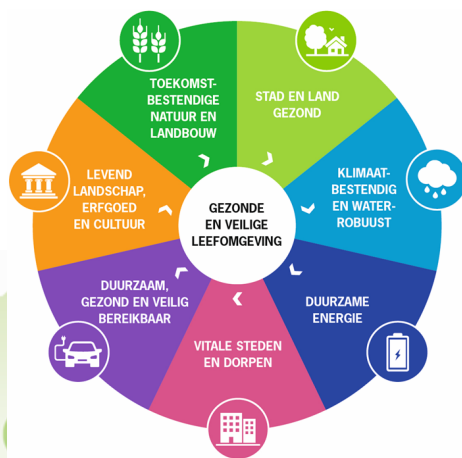 TOEKOMST-
BESTENDIGE
NATUUR EN
LANDBOUW
STAD EN LAND
GEZOND
KLIMAAT-
BESTENDIG
EN WATER-
ROBUUST
DUURZAME
ENERGIE
VITALE STEDEN
EN DORPEN
DUURZAAM,
GEZOND EN VEILIG
BEREIKBAAR
LEVEND
LANDSCHAP,
ERFGOED
EN CULTUUR
GEZONDE
EN VEILIGE
LEEFOMGEVING